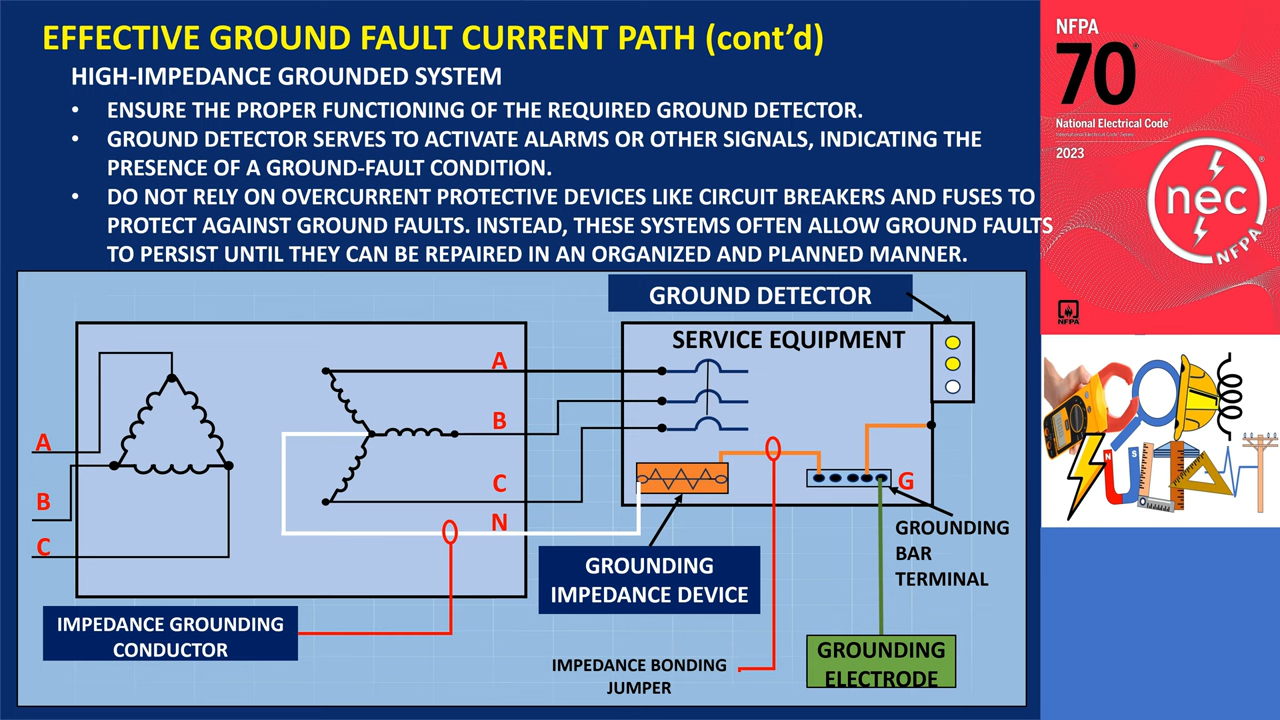 EFFECTIVE GROUND FAULT CURRENT PATH (cont’d)
HIGH-IMPEDANCE GROUNDED SYSTEM
• ENSURE THE PROPER FUNCTIONING OF THE REQUIRED GROUND DETECTOR.
• GROUND DETECTOR SERVES TO ACTIVATE ALARMS OR OTHER SIGNALS, INDICATING THE
PRESENCE OF A GROUND-FAULT CONDITION.
• DO NOT RELY ON OVERCURRENT PROTECTIVE DEVICES LIKE CIRCUIT BREAKERS AND FUSES TO
PROTECT AGAINST GROUND FAULTS. INSTEAD, THESE SYSTEMS OFTEN ALLOW GROUND FAULTS
TO PERSIST UNTIL THEY CAN BE REPAIRED IN AN ORGANIZED AND PLANNED MANNER.
GROUND DETECTOR
SERVICE EQUIPMENT
A
B
C
N
A
B
C
G
GROUNDING
BAR
TERMINAL
GROUNDING
IMPEDANCE DEVICE
IMPEDANCE GROUNDING
CONDUCTOR
IMPEDANCE BONDING
JUMPER
GROUNDING
ELECTRODE
NFPA
70®
National Electrical Code®
International Electrical Code® Series
2023
nec®
NFPA
NFPA
N
S